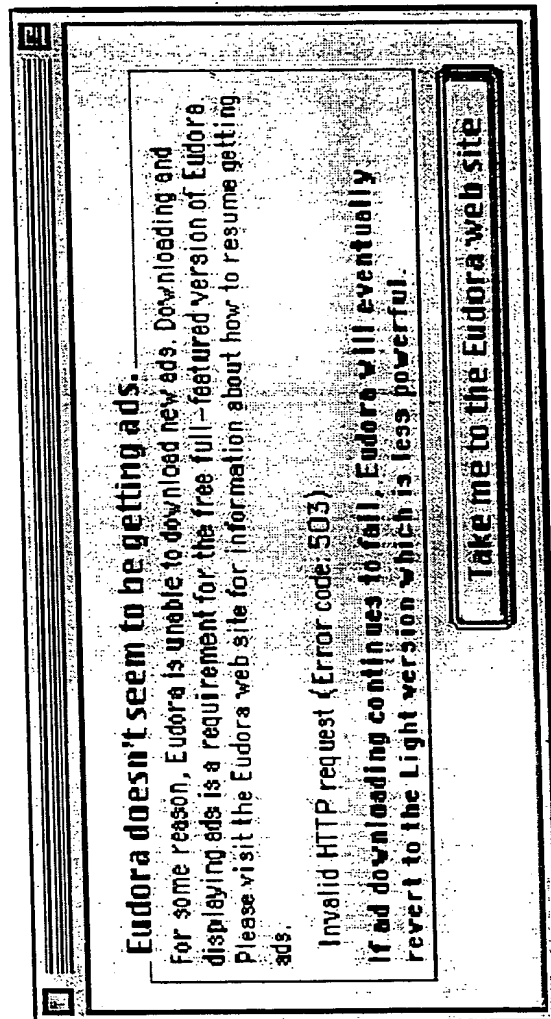 Eudora doesn't seem to be getting ads.
For some reason, Eudora is unable to download new ads. Downloading and
displaying ads is a requirement for the free full-featured version of Eudora.
Please visit the Eudora web site for information about how to resume getting
ads.
Invalid HTTP request (Error code: 503)
If ad downloading continues to fail, Eudora will eventually
revert to the Light version which is less powerful.
Take me to the Eudora web site